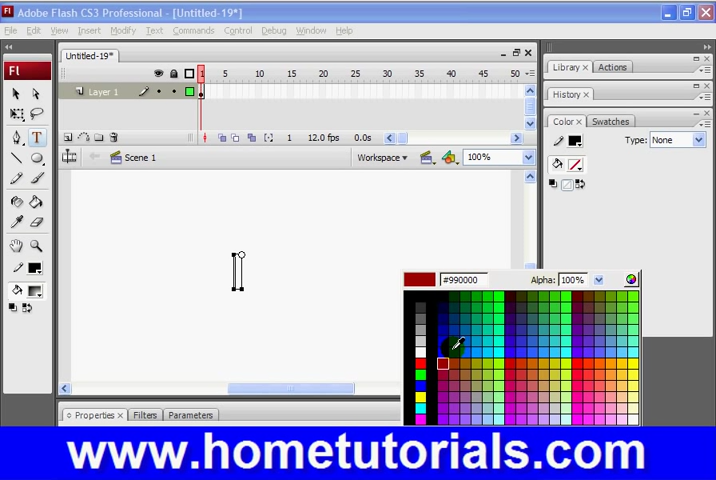 Fl Adobe Flash CS3 Professional - [Untitled-19*]
File Edit View Insert Modify Text Commands Control Debug Window Help
Untitled-19*
Fl
1 5 10 15 20 25 30 35 40 45 50
Layer 1
1 12.0 fps 0.0s
Scene 1 Workspace 100%
Library Actions
History
Color Swatches
Type: None
T
#990000 Alpha: 100%
Properties Filters Parameters
www.hometutorials.com